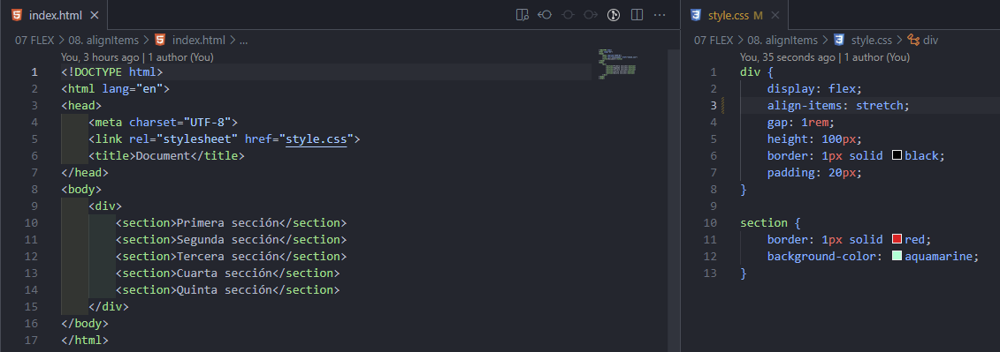 index.html
07 FLEX > 08. alignItems > index.html > ...
You, 3 hours ago | 1 author (You)
1 <!DOCTYPE html>
2 <html lang="en">
3 <head>
4 <meta charset="UTF-8">
5 <link rel="stylesheet" href="style.css">
6 <title>Document</title>
7 </head>
8 <body>
9 <div>
10 <section>Primera sección</section>
11 <section>Segunda sección</section>
12 <section>Tercera sección</section>
13 <section>Cuarta sección</section>
14 <section>Quinta sección</section>
15 </div>
16 </body>
17 </html>
style.css M
07 FLEX > 08. alignItems > style.css > div
You, 35 seconds ago | 1 author (You)
1 div {
2 display: flex;
3 align-items: stretch;
4 gap: 1rem;
5 height: 100px;
6 border: 1px solid black;
7 padding: 20px;
8 }
9
10 section {
11 border: 1px solid red;
12 background-color: aquamarine;
13 }